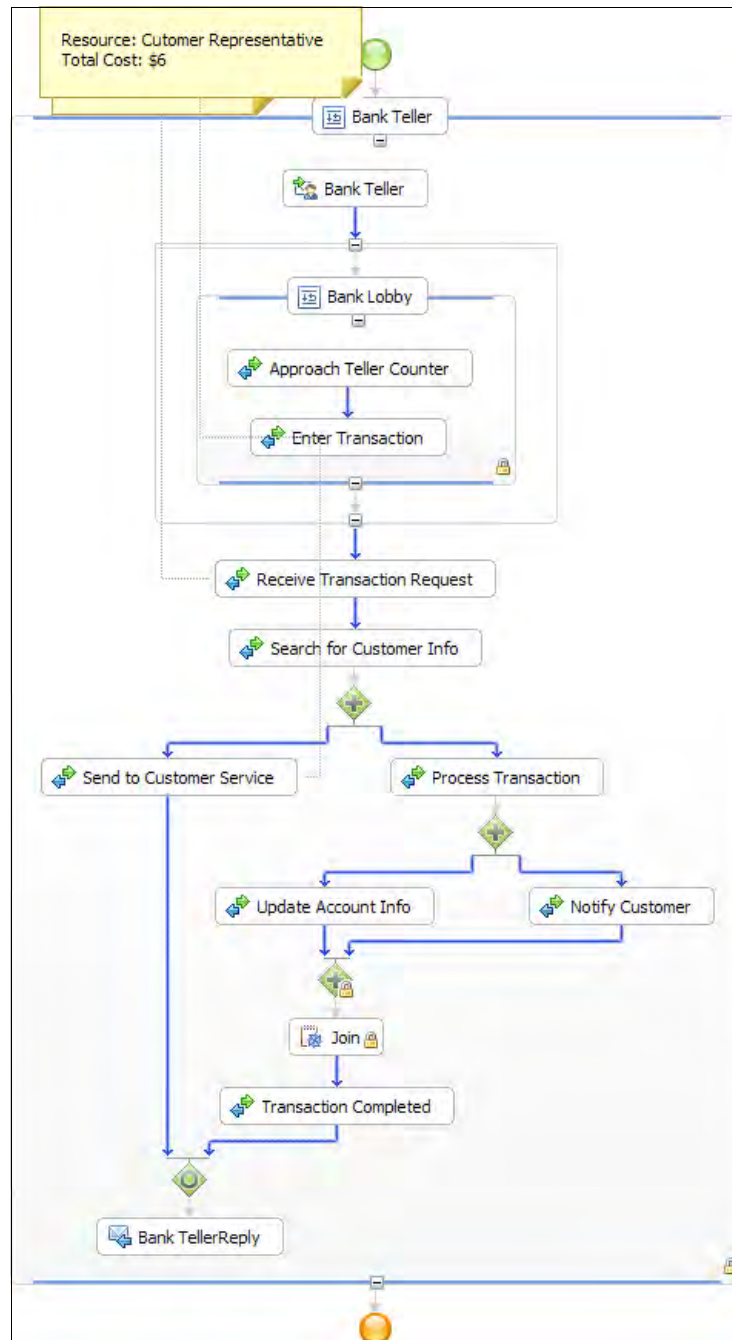 Resource: Cutomer Representative
Total Cost: $6
Bank Teller
Bank Teller
Bank Lobby
Approach Teller Counter
Enter Transaction
Receive Transaction Request
Search for Customer Info
Send to Customer Service
Process Transaction
Update Account Info
Notify Customer
Join
Transaction Completed
Bank TellerReply